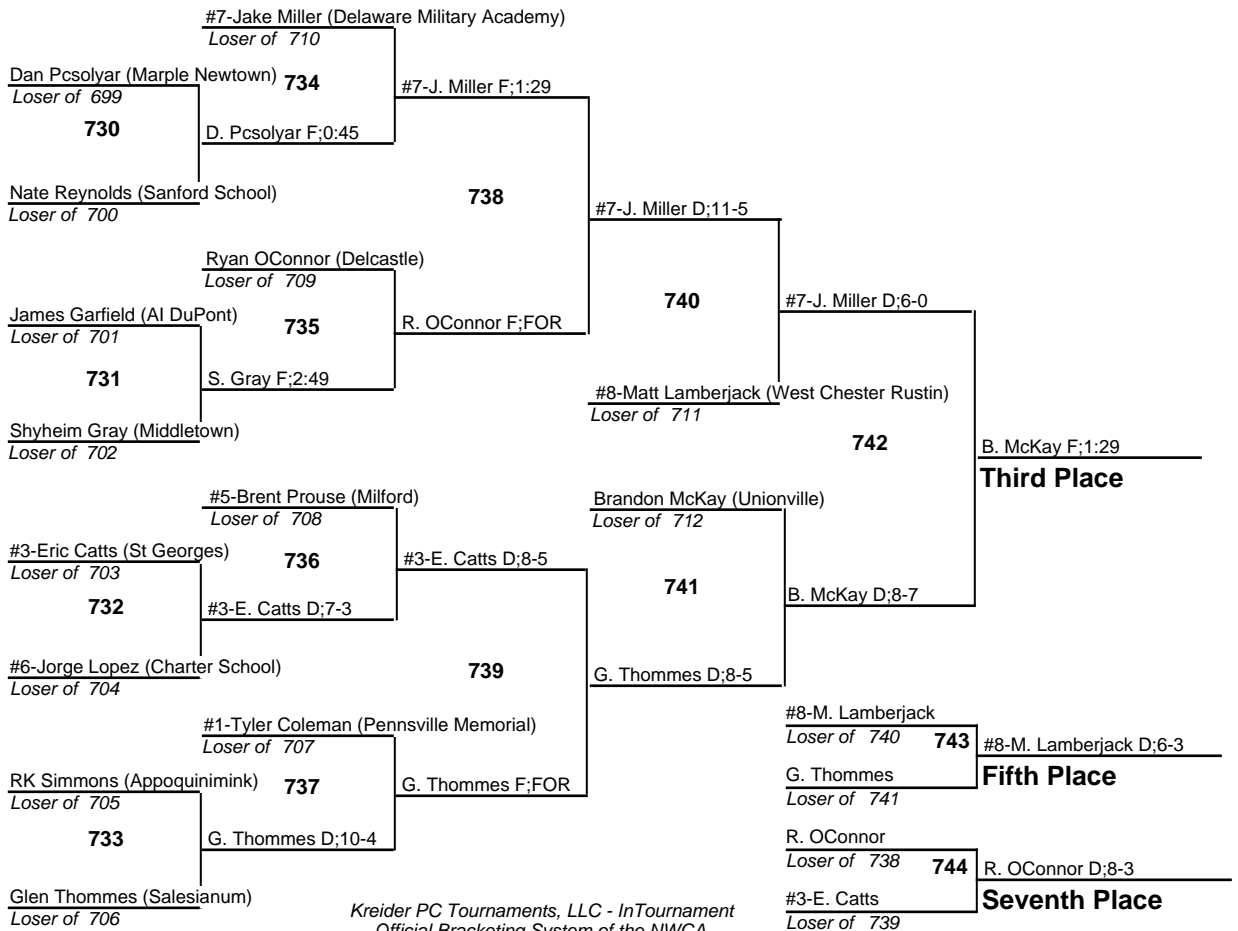 #7-Jake Miller (Delaware Military Academy)
Loser of 710
Dan Pcsolyar (Marple Newtown)
Loser of 699
734
#7-J. Miller F;1:29
730
D. Pcsolyar F;0:45
Nate Reynolds (Sanford School)
Loser of 700
738
#7-J. Miller D;11-5
Ryan OConnor (Delcastle)
Loser of 709
740
#7-J. Miller D;6-0
James Garfield (AI DuPont)
Loser of 701
735
R. OConnor F;FOR
731
S. Gray F;2:49
#8-Matt Lamberjack (West Chester Rustin)
Loser of 711
Shyheim Gray (Middletown)
Loser of 702
742
B. McKay F;1:29
Third Place
#5-Brent Prouse (Milford)
Loser of 708
Brandon McKay (Unionville)
Loser of 712
#3-Eric Catts (St Georges)
Loser of 703
736
#3-E. Catts D;8-5
741
732
#3-E. Catts D;7-3
B. McKay D;8-7
#6-Jorge Lopez (Charter School)
Loser of 704
739
G. Thommes D;8-5
#1-Tyler Coleman (Pennsville Memorial)
Loser of 707
#8-M. Lamberjack
Loser of 740
743
#8-M. Lamberjack D;6-3
Fifth Place
G. Thommes
Loser of 741
RK Simmons (Appoquinimink)
Loser of 705
737
G. Thommes F;FOR
733
G. Thommes D;10-4
R. OConnor
Loser of 738
744
R. OConnor D;8-3
Seventh Place
#3-E. Catts
Loser of 739
Glen Thommes (Salesianum)
Loser of 706
Kreider PC Tournaments, LLC - InTournament
Official Bracketing System of the NWCA